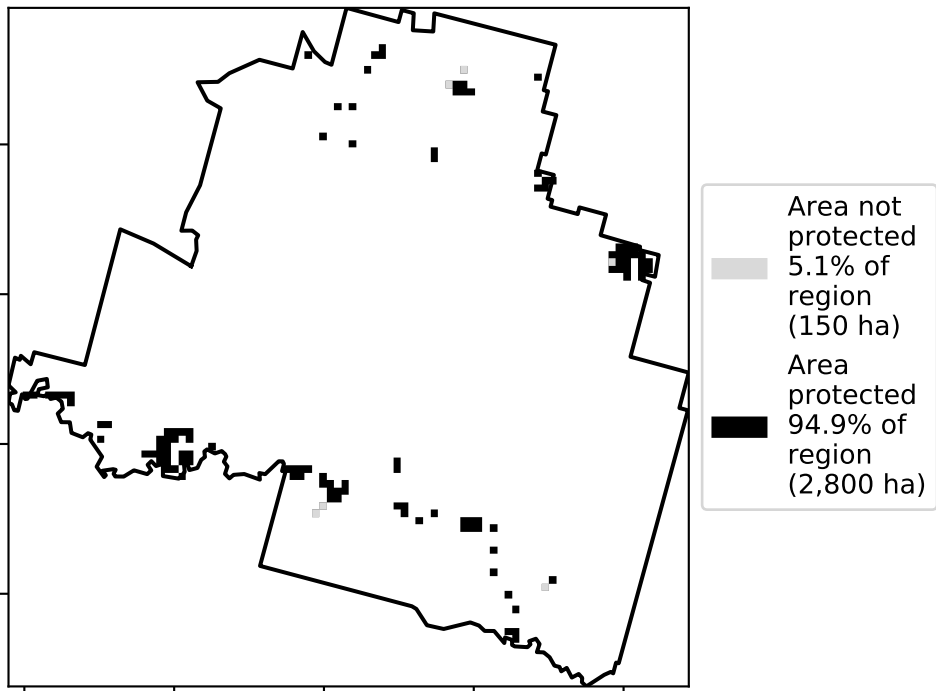 Area not
protected
5.1% of
region
(150 ha)
Area
protected
94.9% of
region
(2,800 ha)